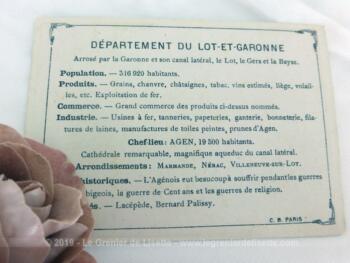 DÉPARTEMENT DU LOT-ET-GARONNE
Arrosé par la Garonne et son canal latéral, le Lot, le Gers et la Bayse.
Population. — 316 920 habitants.
Produits. — Grains, chanvre, châtaignes, tabac, vins estimés, liège, volail-
les, etc. Exploitation de fer.
Commerce. — Grand commerce des produits ci-dessus nommés.
Industrie. — Usines à fer, tanneries, papeteries, ganterie, bonneterie, fila-
tures de laines, manufactures de toiles peintes, prunes d'Agen.
Chef lieu : AGEN, 19 500 habitants.
Cathédrale remarquable, magnifique aqueduc du canal latéral.
Arrondissements : MARMANDE, NÉRAC, VILLENEUVE-SUR-LOT.
historiques. — L'Agénois eut beaucoup à souffrir pendant les guerres
bigeois, la guerre de Cent ans et les guerres de religion.
— Lacépède, Bernard Palissy.
C. B. PARIS
© 2019 - Le Grenier de Lisette -